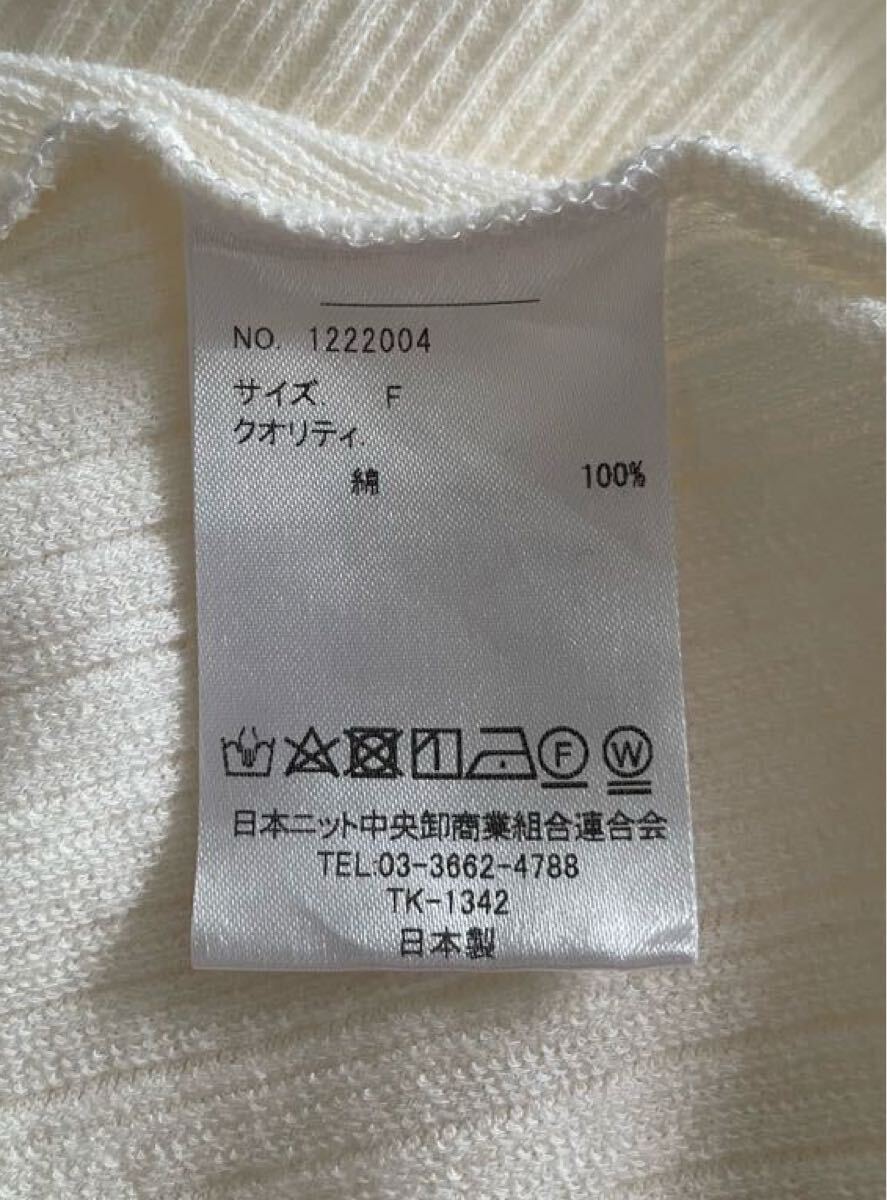 NO. 1222004
サイズ. F
クオリティ.
綿 100%
F W
日本ニット中央卸商業組合連合会
TEL:03-3662-4788
TK-1342
日本製